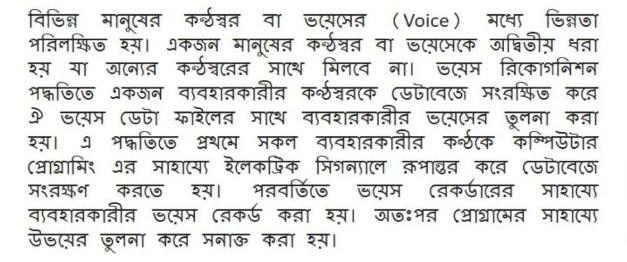 বিভিন্ন মানুষের কন্ঠস্বর বা ভয়েসের (Voice) মধ্যে ভিন্নতা
পরিলক্ষিত হয়। একজন মানুষের কন্ঠস্বর বা ভয়েসেকে অদ্বিতীয় ধরা
হয় যা অন্যের কন্ঠস্বরের সাথে মিলবে না। ভয়েস রিকোগনিশন
পদ্ধতিতে একজন ব্যবহারকারীর কণ্ঠস্বরকে ডেটাবেজে সংরক্ষিত করে
ঐ ভয়েস ডেটা ফাইলের সাথে ব্যবহারকারীর ভয়েসের তুলনা করা
হয়। এ পদ্ধতিতে প্রথমে সকল ব্যবহারকারীর কন্ঠকে কম্পিউটার
প্রোগ্রামিং এর সাহায্যে ইলেকট্রিক সিগন্যালে রূপান্তর করে ডেটাবেজে
সংরক্ষণ করতে হয়। পরবর্তিতে ভয়েস রেকর্ডারের সাহায্যে
ব্যবহারকারীর ভয়েস রেকর্ড করা হয়। অতঃপর প্রোগ্রামের সাহায্যে
উভয়ের তুলনা করে সনাক্ত করা হয়।